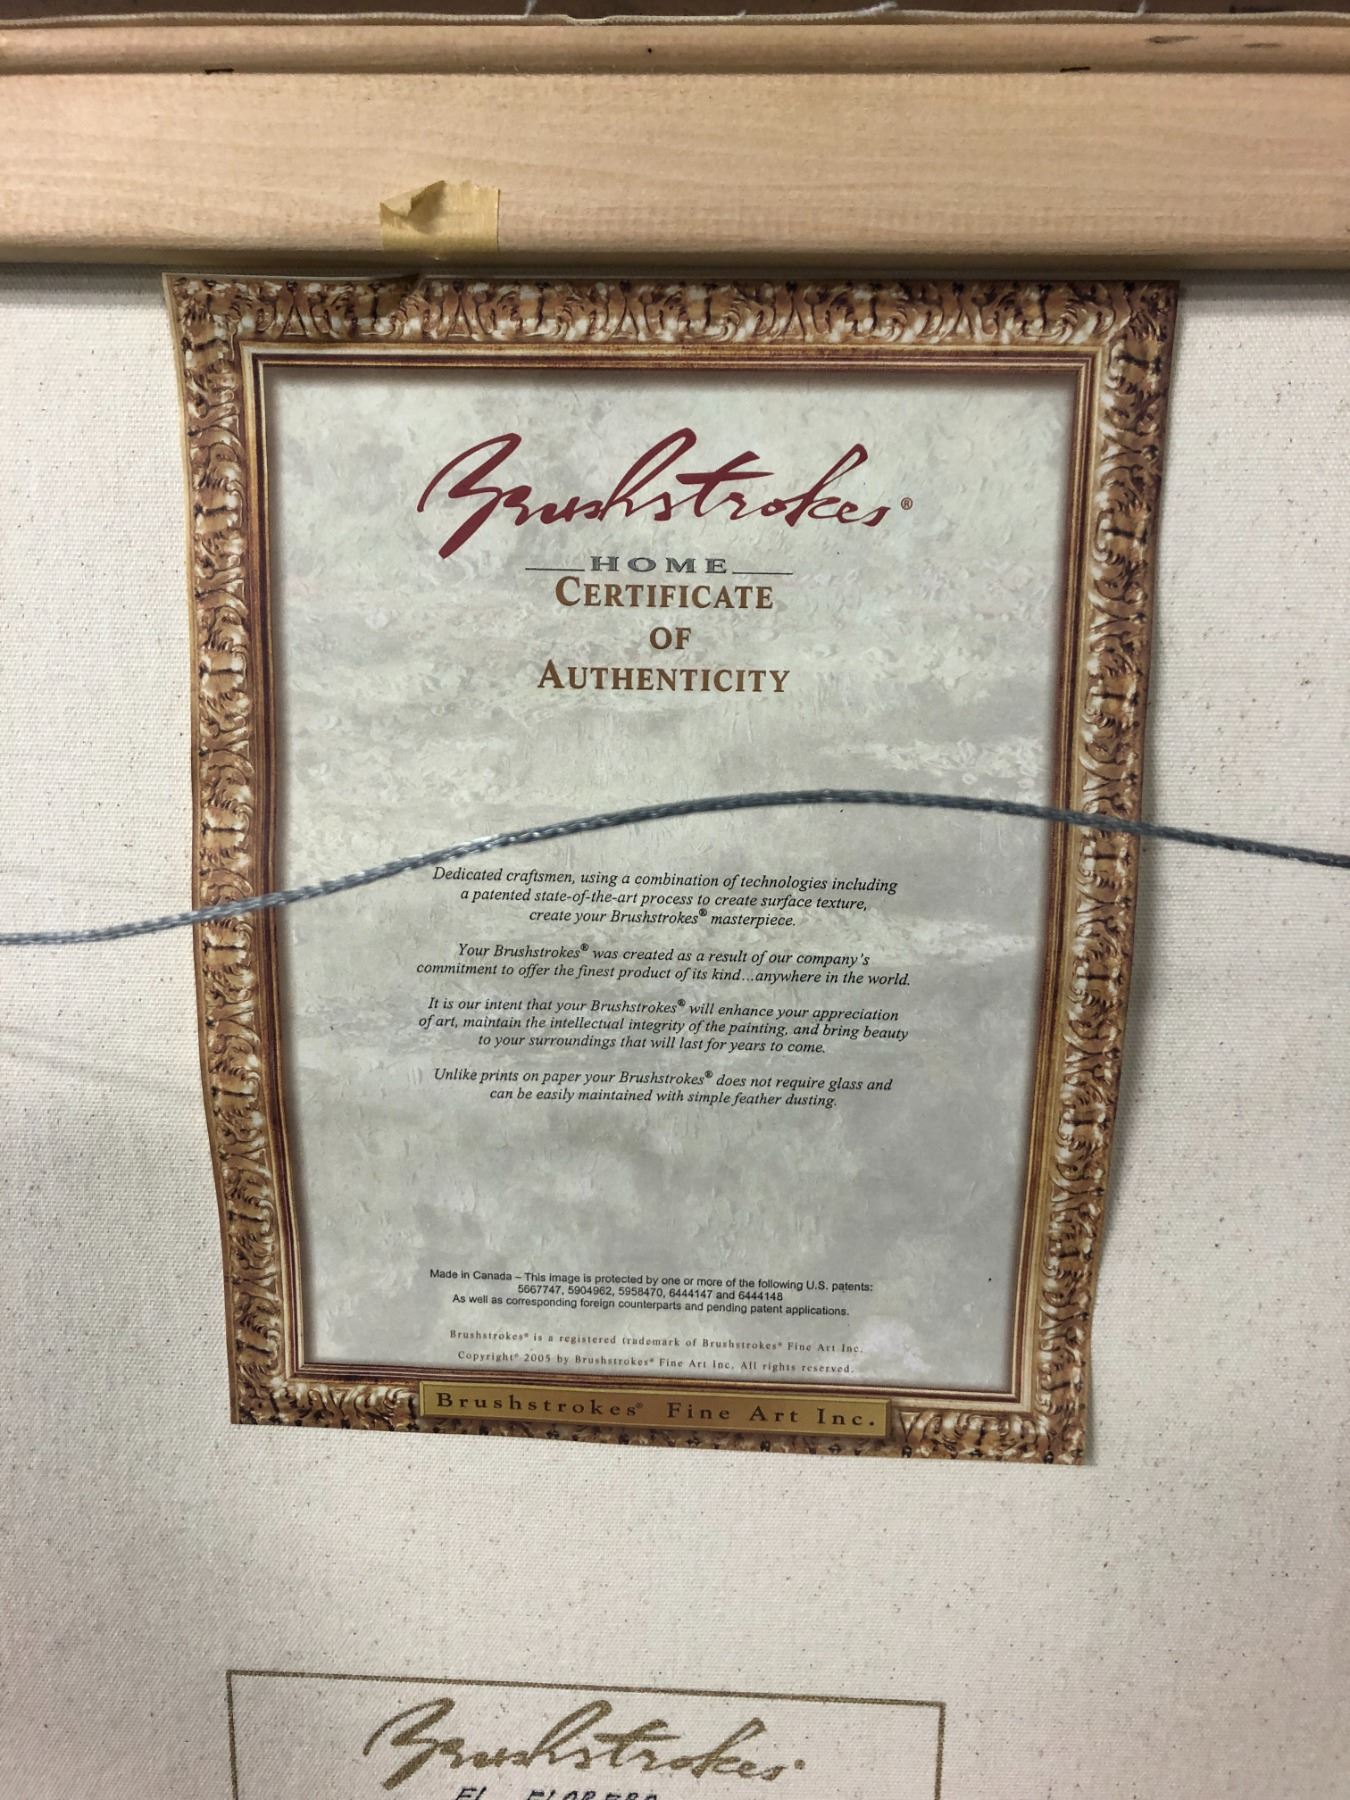 Brushstrokes®
HOME
CERTIFICATE
OF
AUTHENTICITY
Dedicated craftsmen, using a combination of technologies including
a patented state-of-the-art process to create surface texture,
create your Brushstrokes® masterpiece.
Your Brushstrokes® was created as a result of our company's
commitment to offer the finest product of its kind...anywhere in the world.
It is our intent that your Brushstrokes® will enhance your appreciation
of art, maintain the intellectual integrity of the painting, and bring beauty
to your surroundings that will last for years to come.
Unlike prints on paper your Brushstrokes® does not require glass and
can be easily maintained with simple feather dusting.
Made in Canada – This image is protected by one or more of the following U.S. patents:
5667747, 5904962, 5958470, 6444147 and 6444148
As well as corresponding foreign counterparts and pending patent applications.
Brushstrokes® is a registered trademark of Brushstrokes® Fine Art Inc.
Copyright® 2005 by Brushstrokes® Fine Art Inc. All rights reserved.
Brushstrokes® Fine Art Inc.
Brushstrokes
EL FLORERO